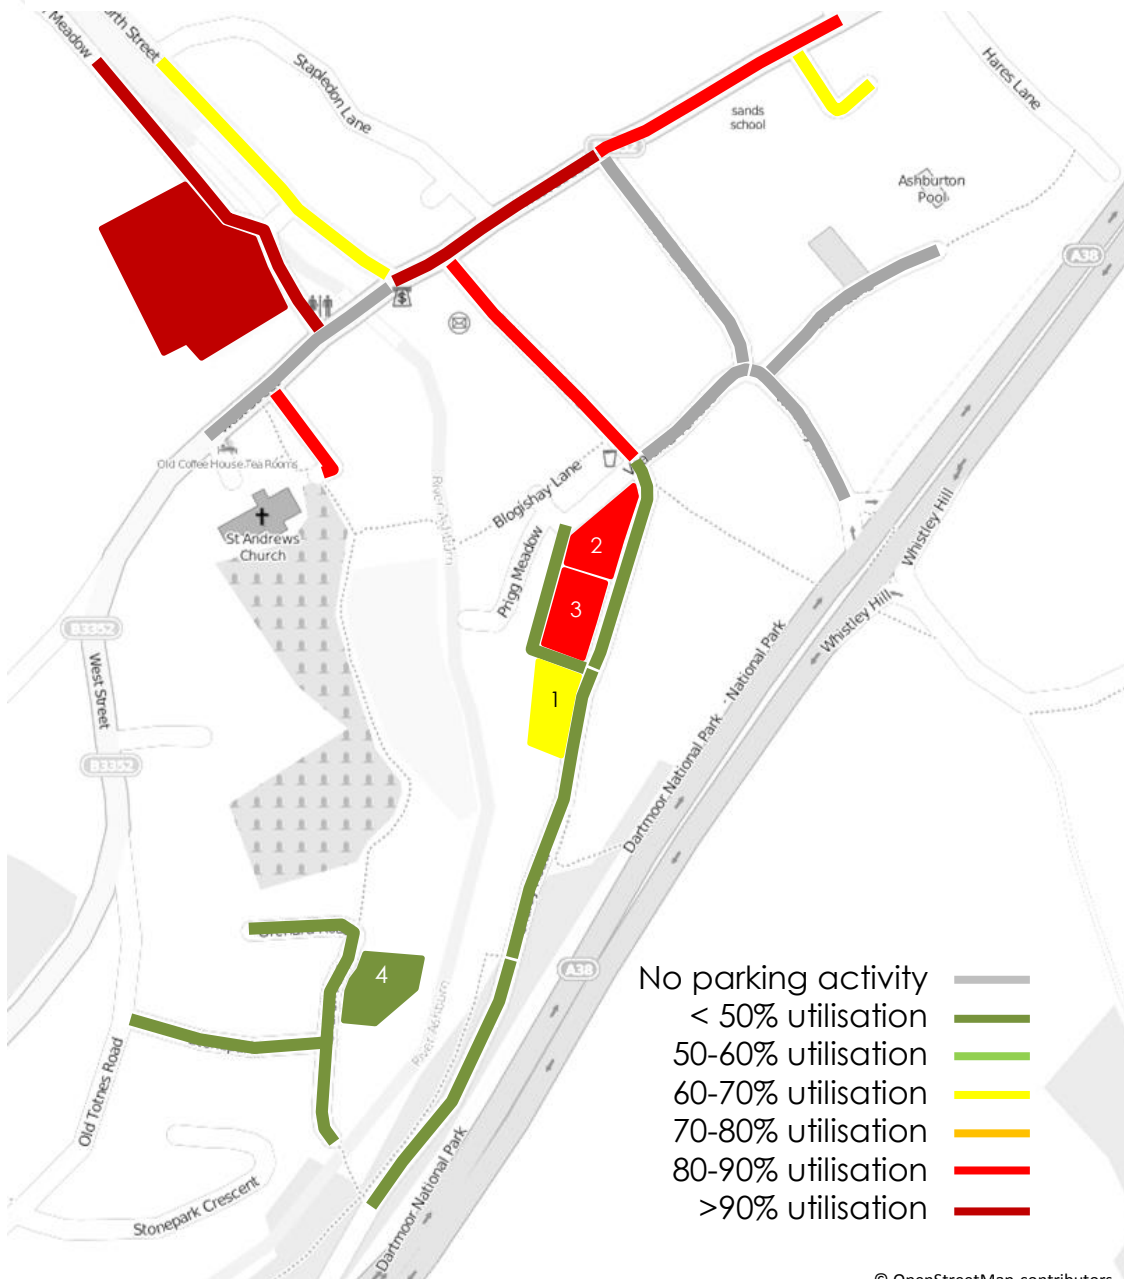 Meadow
North Street
Stapledon Lane
Hares Lane
sands
school
Ashburton
Pool
A38
Old Coffee House Tea Rooms
St Andrews
Church
River Ashburn
Blogishay Lane
Prigg Meadow
2
3
1
Whistley Hill
Whistley Hill
B3352
West Street
B3352
Dartmoor National Park - National Park
4
A38
River Ashburn
Old Totnes Road
Stonepark Crescent
Dartmoor National Park
No parking activity
< 50% utilisation
50-60% utilisation
60-70% utilisation
70-80% utilisation
80-90% utilisation
>90% utilisation
© OpenStreetMap contributors